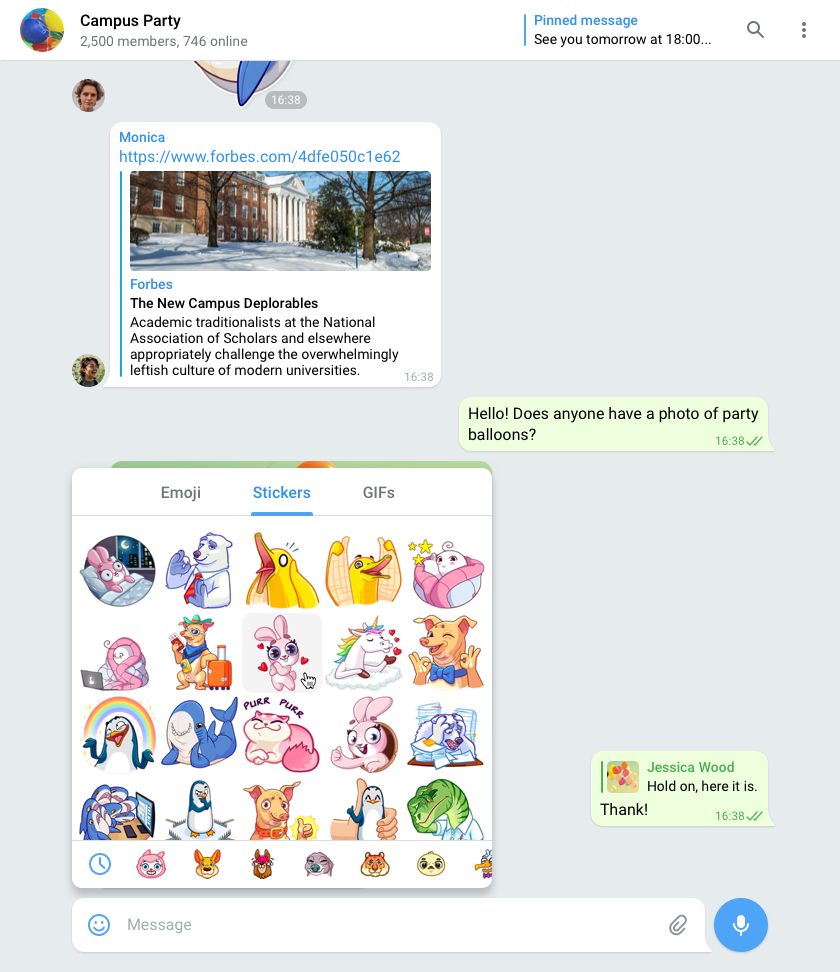 Campus Party
2,500 members, 746 online
Pinned message
See you tomorrow at 18:00...
16:38
Monica
https://www.forbes.com/4dfe050c1e62
Forbes
The New Campus Deplorables
Academic traditionalists at the National
Association of Scholars and elsewhere
appropriately challenge the overwhelmingly
leftish culture of modern universities.
16:38
Hello! Does anyone have a photo of party
balloons?
16:38
Emoji
Stickers
GIFs
PURR PURR
Jessica Wood
Hold on, here it is.
Thank!
16:38
Message